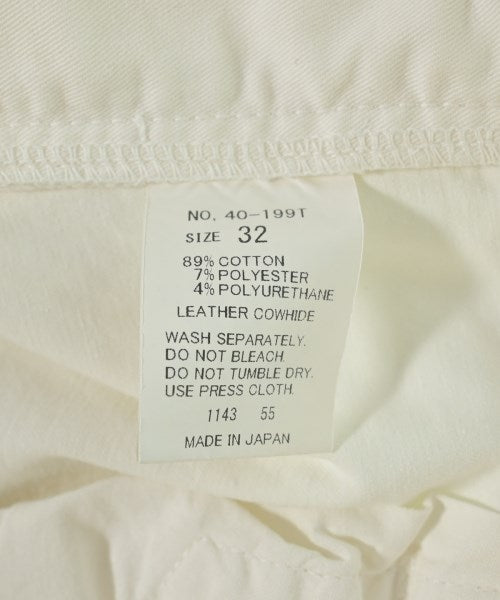 NO. 40-199T
SIZE 32
89% COTTON
7% POLYESTER
4% POLYURETHANE
LEATHER COWHIDE
WASH SEPARATELY.
DO NOT BLEACH.
DO NOT TUMBLE DRY.
USE PRESS CLOTH.
1143 55
MADE IN JAPAN